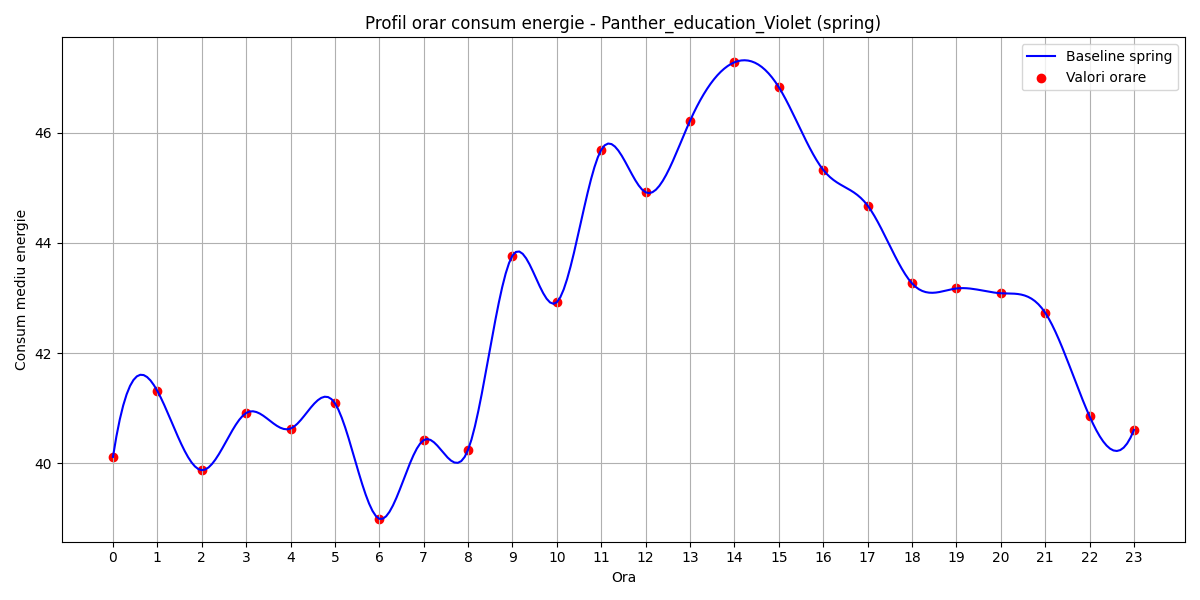 Profil orar consum energie - Panther_education_Violet (spring)
Baseline spring
Valori orare
Consum mediu energie
46
44
42
40
0 1 2 3 4 5 6 7 8 9 10 11 12 13 14 15 16 17 18 19 20 21 22 23
Ora